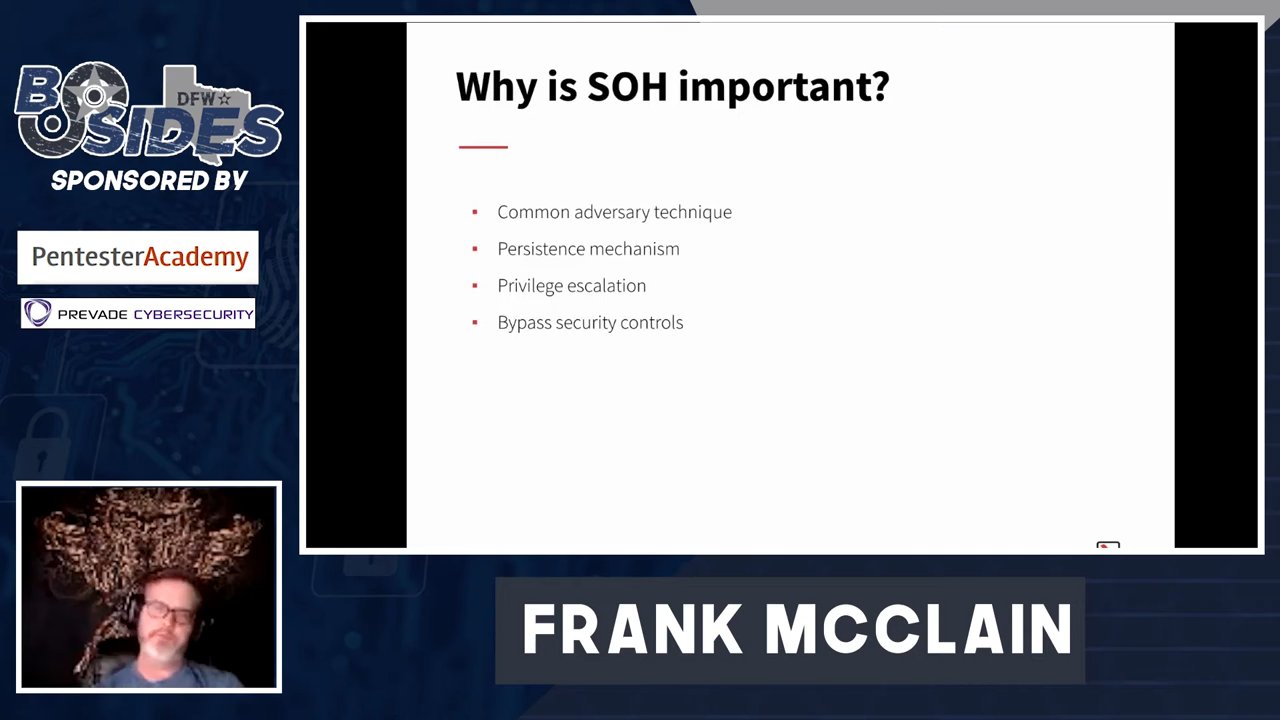 BSIDES
DFW
SPONSORED BY
PentesterAcademy
PREVADE CYBERSECURITY
Why is SOH important?
▪ Common adversary technique
▪ Persistence mechanism
▪ Privilege escalation
▪ Bypass security controls
FRANK MCCLAIN